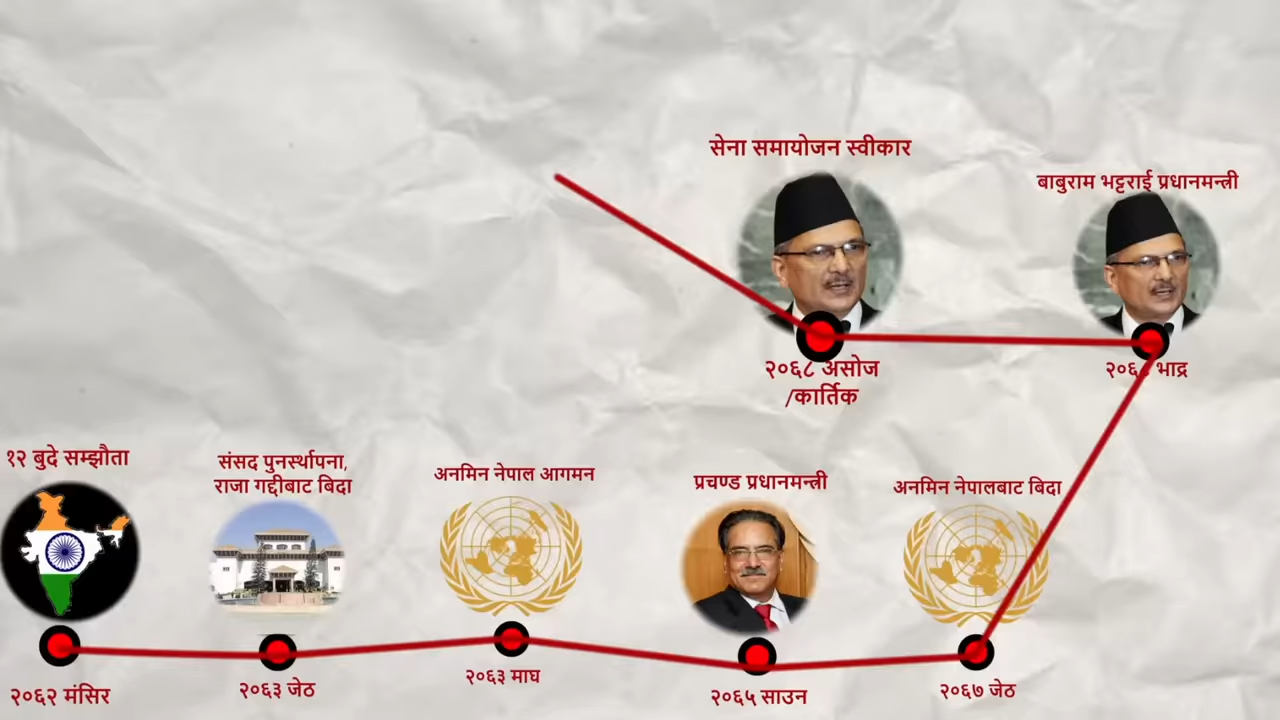 सेना समायोजन स्वीकार
बाबुराम भट्टराई प्रधानमन्त्री
२०६८ असोज
/कार्तिक
भाद्र
१२ बुदे सम्झौता
संसद पुनर्स्थापना,
राजा गद्दीबाट बिदा
अनमिन नेपाल आगमन
प्रचण्ड प्रधानमन्त्री
अनमिन नेपालबाट बिदा
२०६२ मंसिर
२०६३ जेठ
२०६३ माघ
२०६५ साउन
२०६७ जेठ